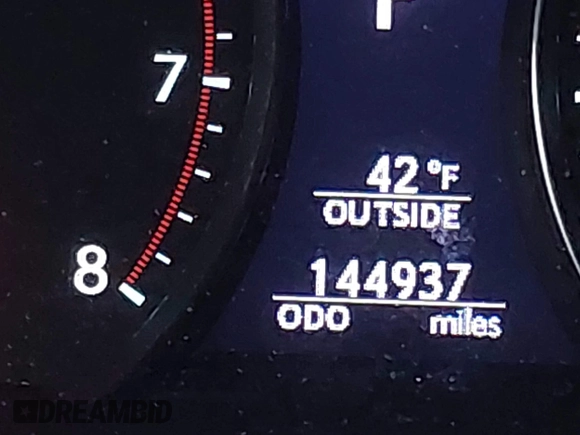 7
8
42 °F
OUTSIDE
144937
ODO miles
DREAMBID